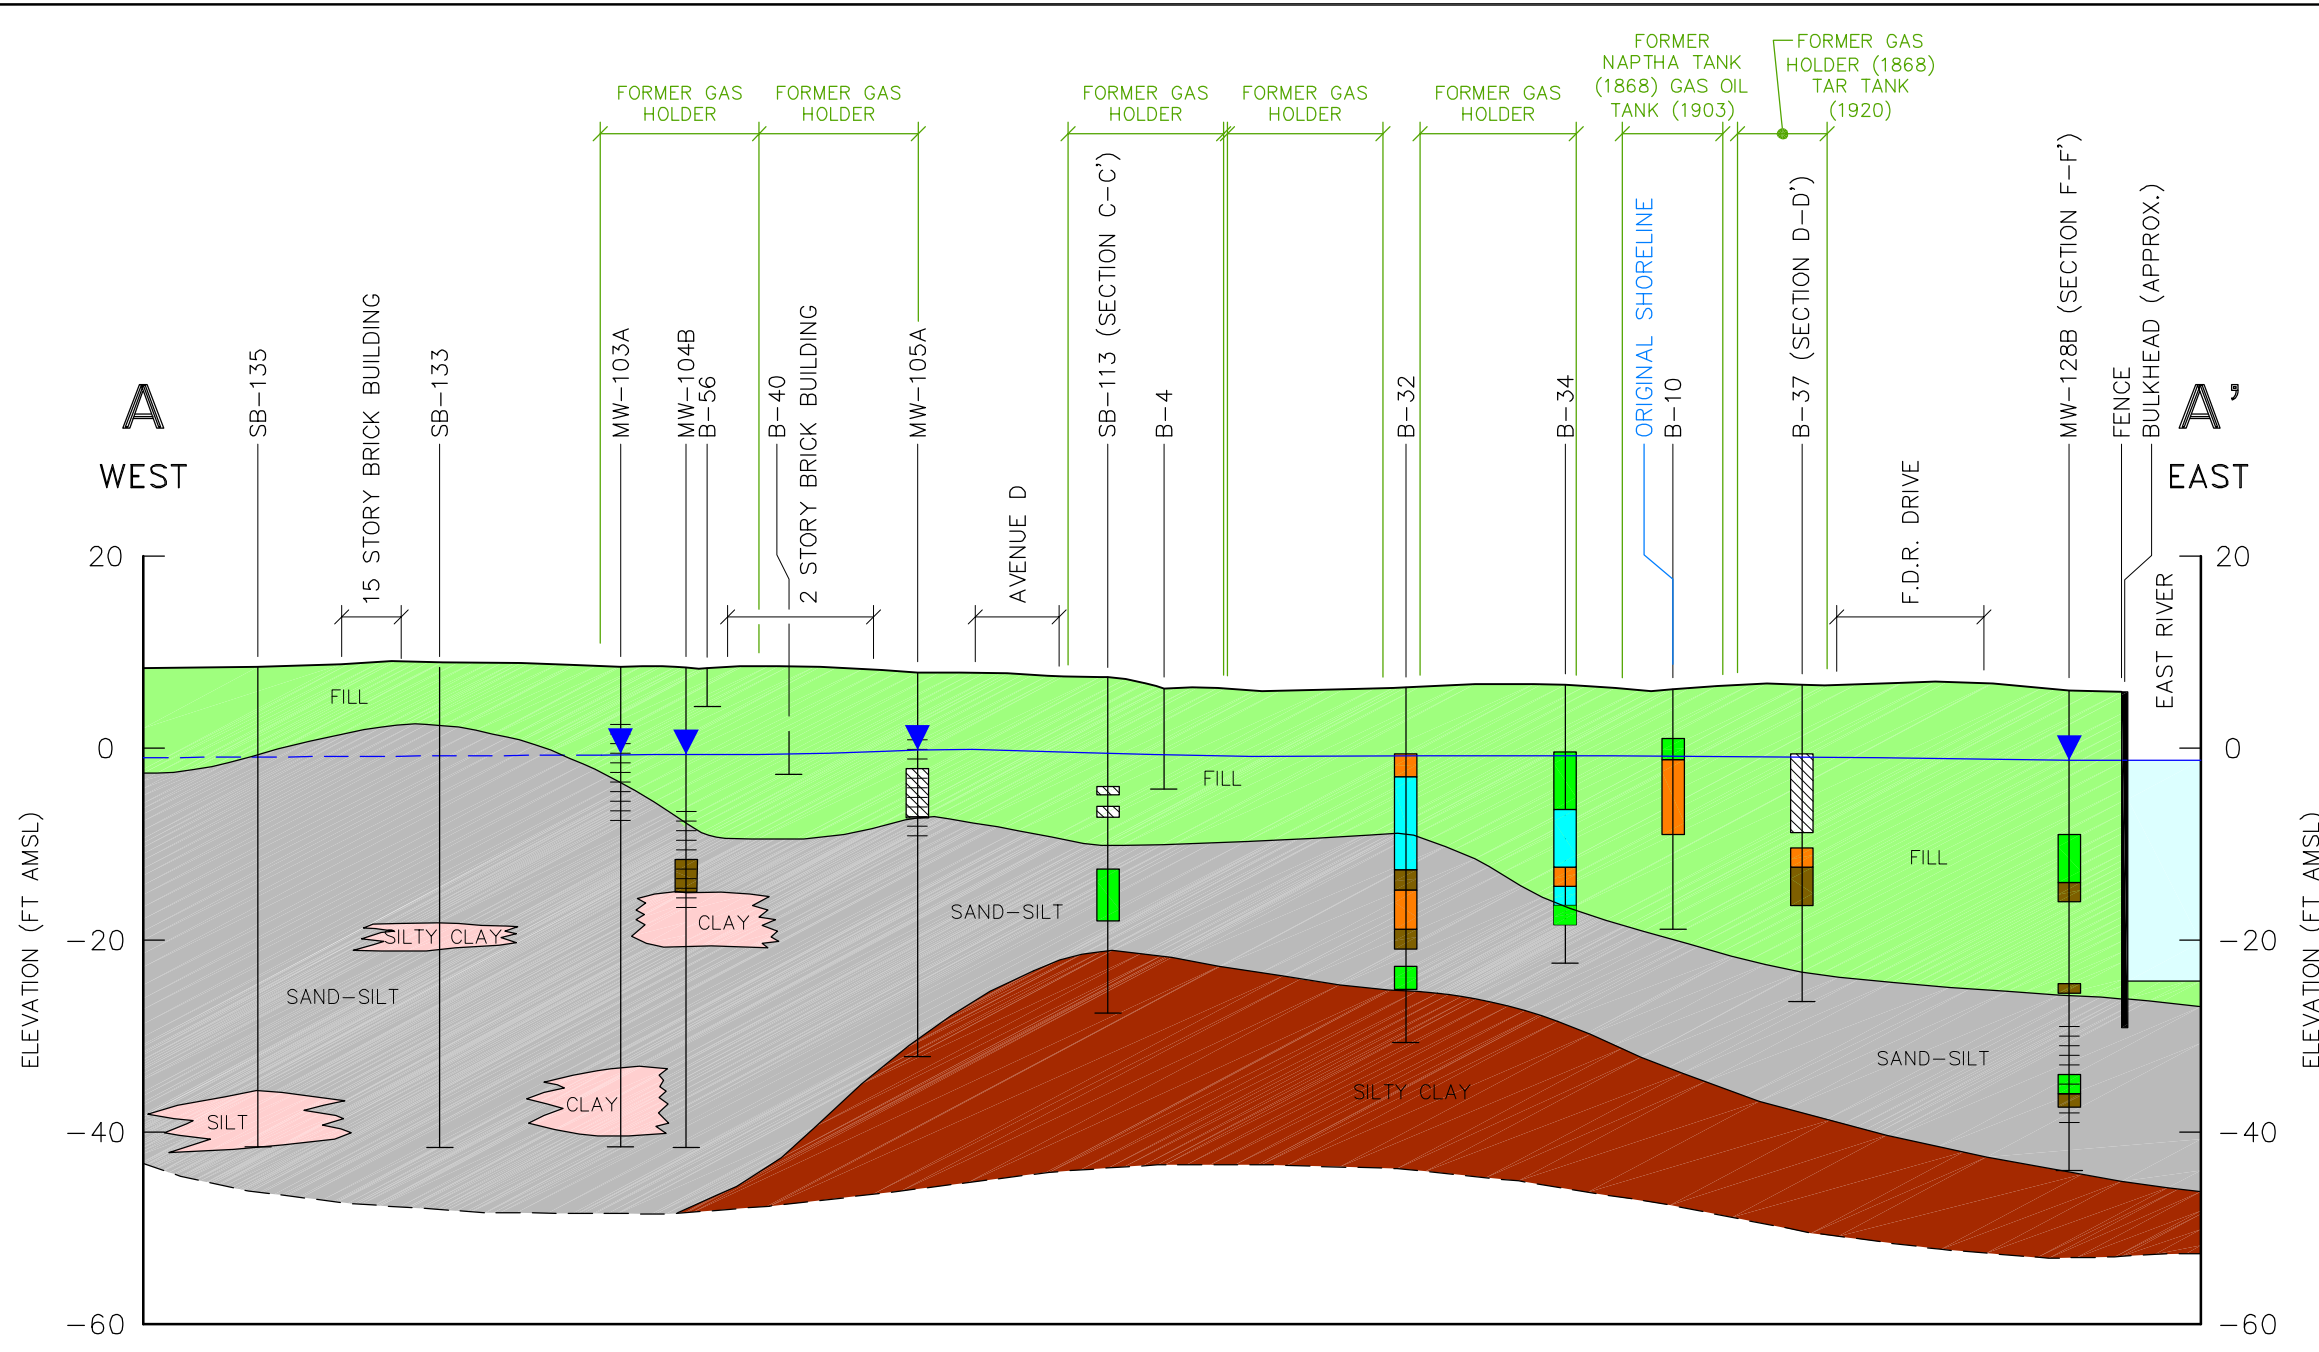 FORMER GAS
HOLDER
FORMER GAS
HOLDER
FORMER GAS
HOLDER
FORMER GAS
HOLDER
FORMER GAS
HOLDER
FORMER
NAPTHA TANK
(1868) GAS OIL
TANK (1903)
FORMER GAS
HOLDER (1868)
TAR TANK
(1920)
A
WEST
SB-135
15 STORY BRICK BUILDING
SB-133
MW-103A
MW-104B
B-56
B-40
2 STORY BRICK BUILDING
MW-105A
AVENUE D
SB-113 (SECTION C-C')
B-4
B-32
B-34
ORIGINAL SHORELINE
B-10
B-37 (SECTION D-D')
F.D.R. DRIVE
MW-128B (SECTION F-F')
FENCE
BULKHEAD (APPROX.)
A'
EAST
EAST RIVER
20
0
-20
-40
-60
ELEVATION (FT AMSL)
20
0
-20
-40
-60
ELEVATION (FT AMSL)
FILL
FILL
FILL
SILTY CLAY
CLAY
SAND-SILT
SAND-SILT
SAND-SILT
SILT
CLAY
SILTY CLAY